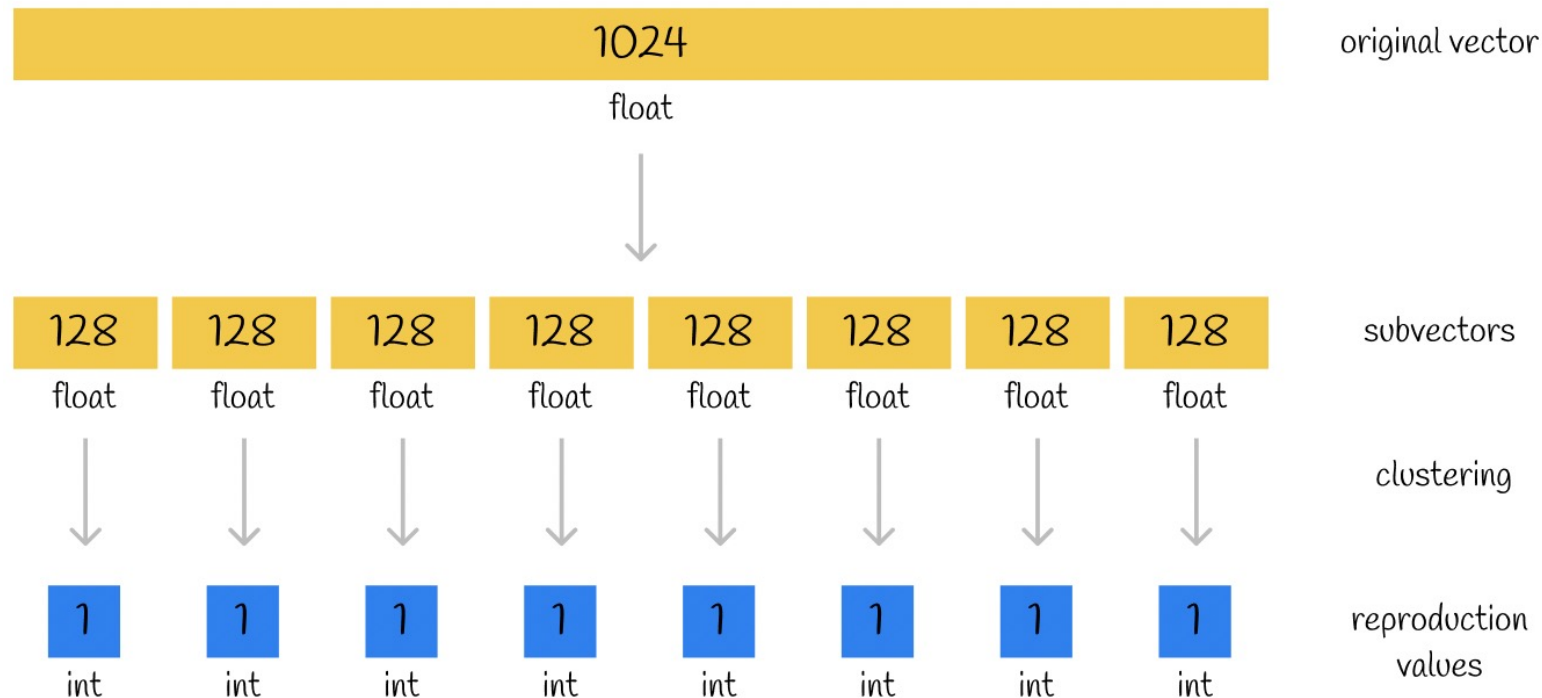 1024 original vector
float
128 128 128 128 128 128 128 128 subvectors
float float float float float float float float
clustering
1 1 1 1 1 1 1 1 reproduction
values
int int int int int int int int